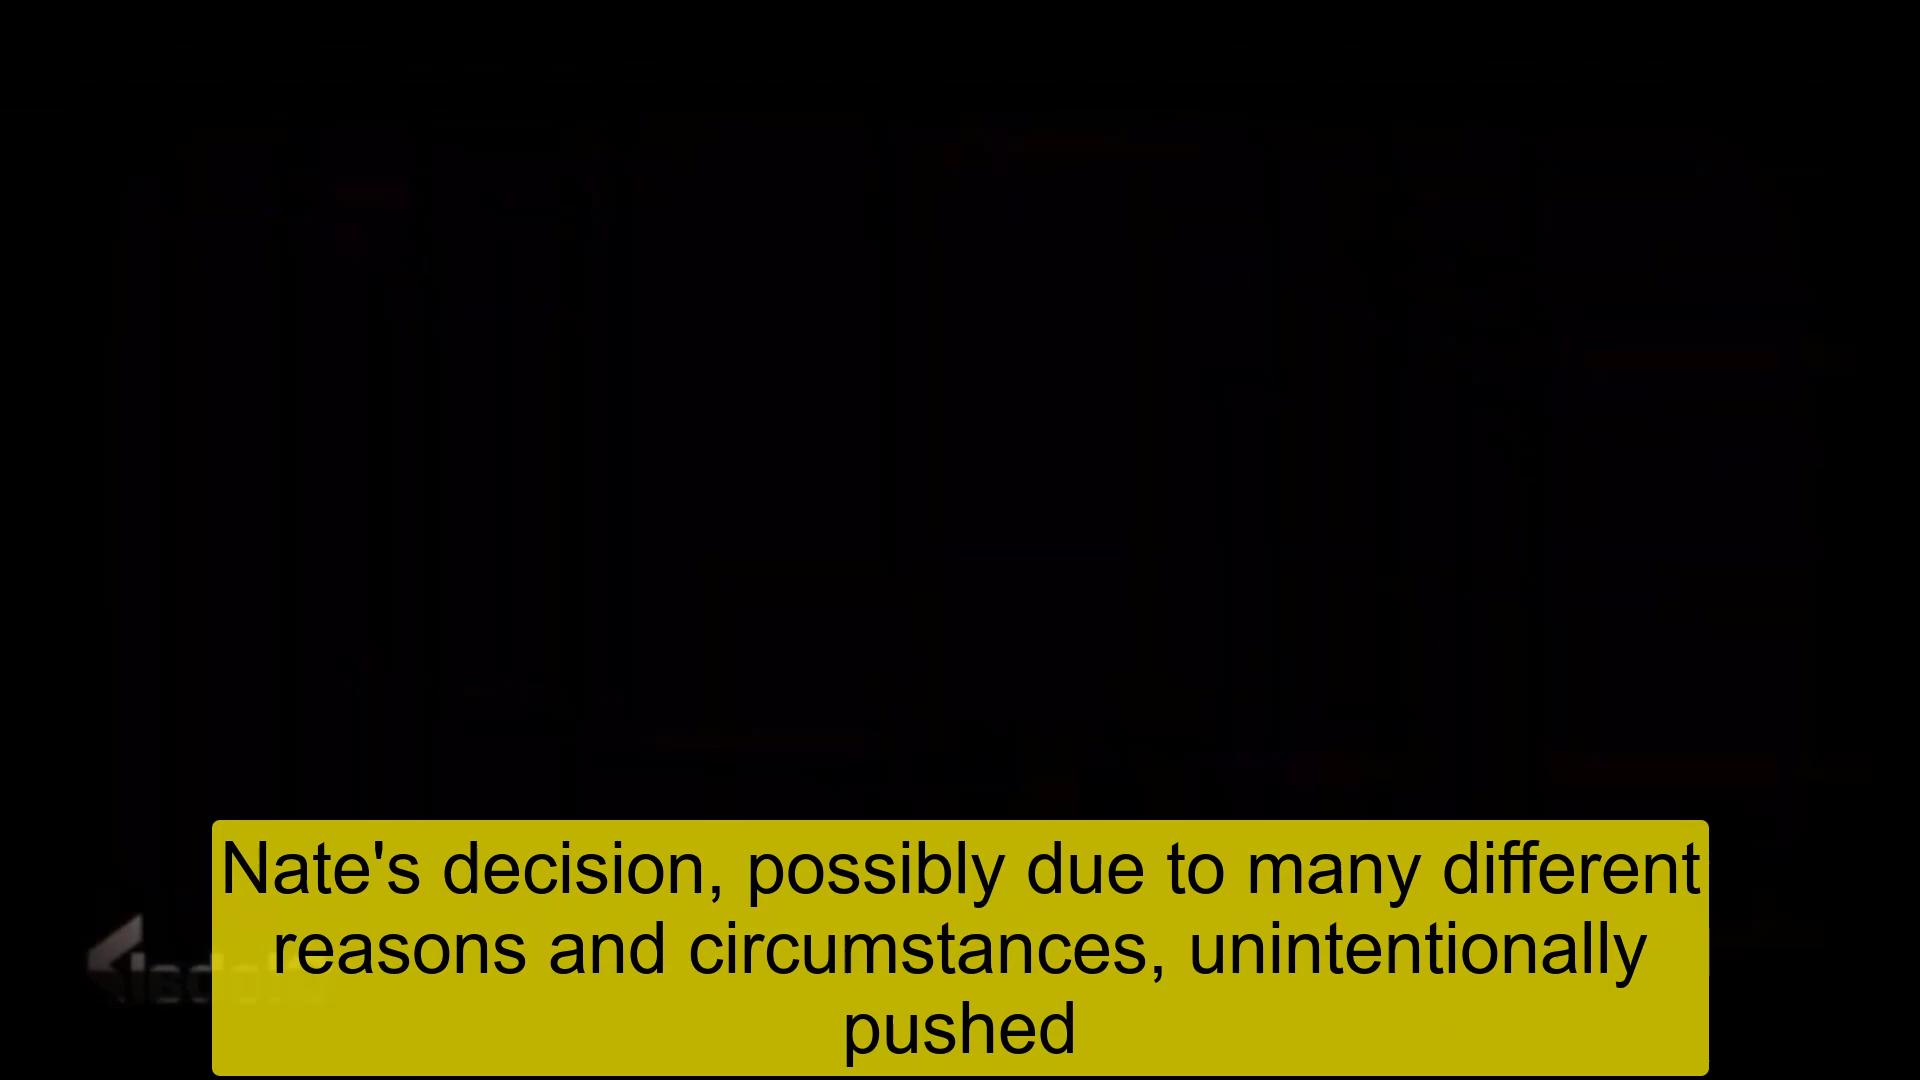 Nate's decision, possibly due to many different
reasons and circumstances, unintentionally
pushed